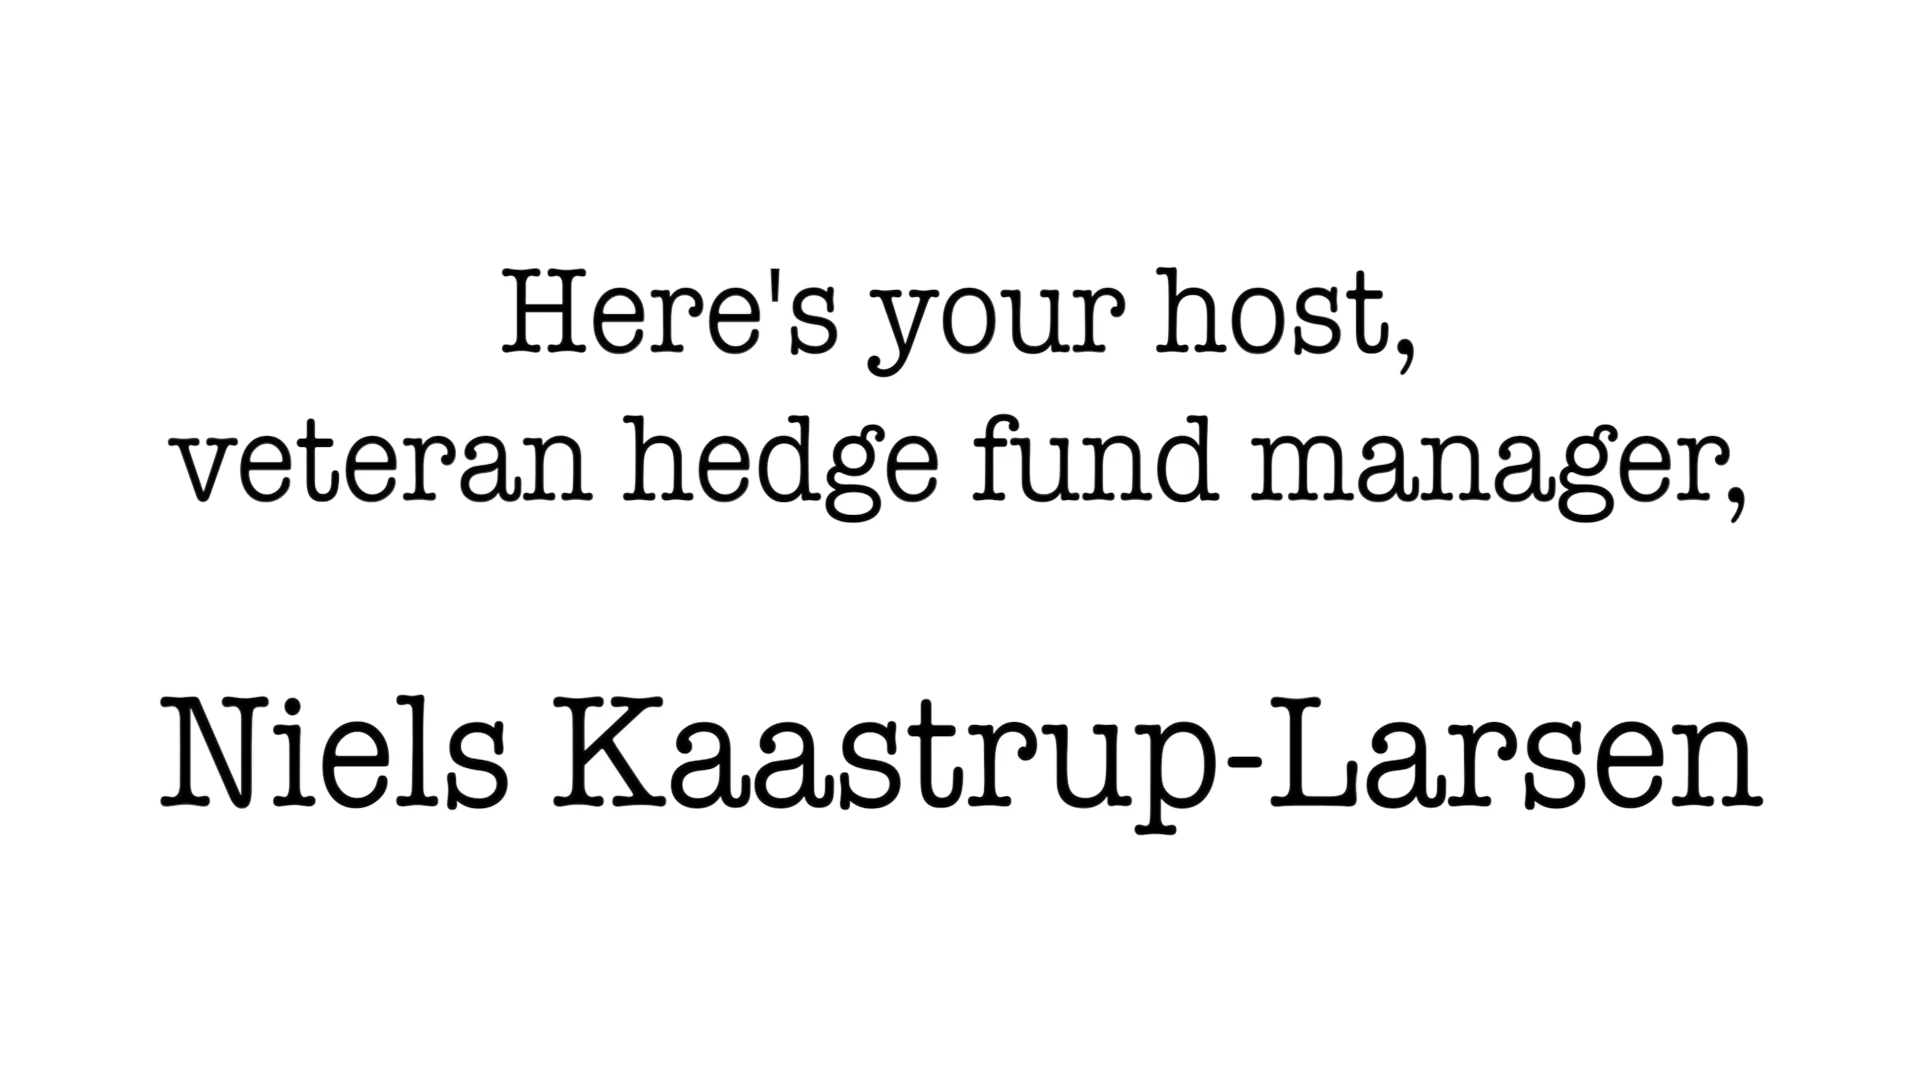 Here's your host,
veteran hedge fund manager,
Niels Kaastrup-Larsen